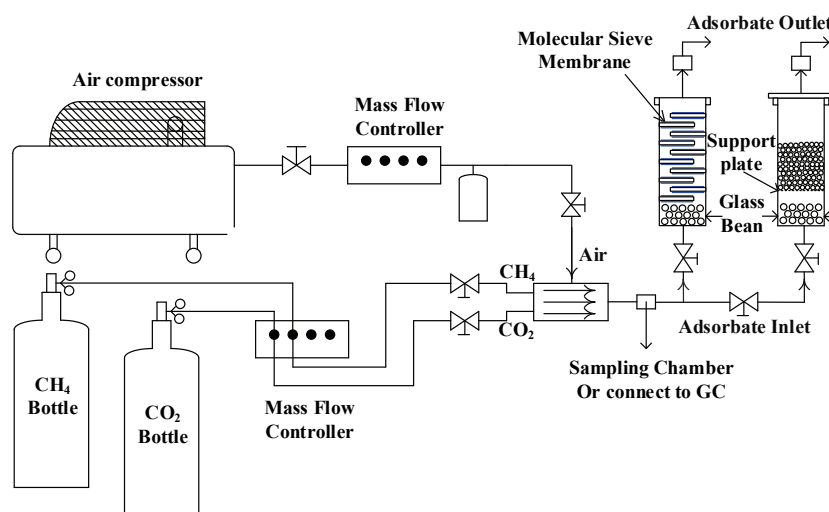 Adsorbate Outlet
Molecular Sieve
Membrane
Air compressor
Mass Flow
Controller
Support
plate
Glass
Bean
Air
CH₄
CO₂
Adsorbate Inlet
Sampling Chamber
Or connect to GC
CH₄
Bottle
CO₂
Bottle
Mass Flow
Controller